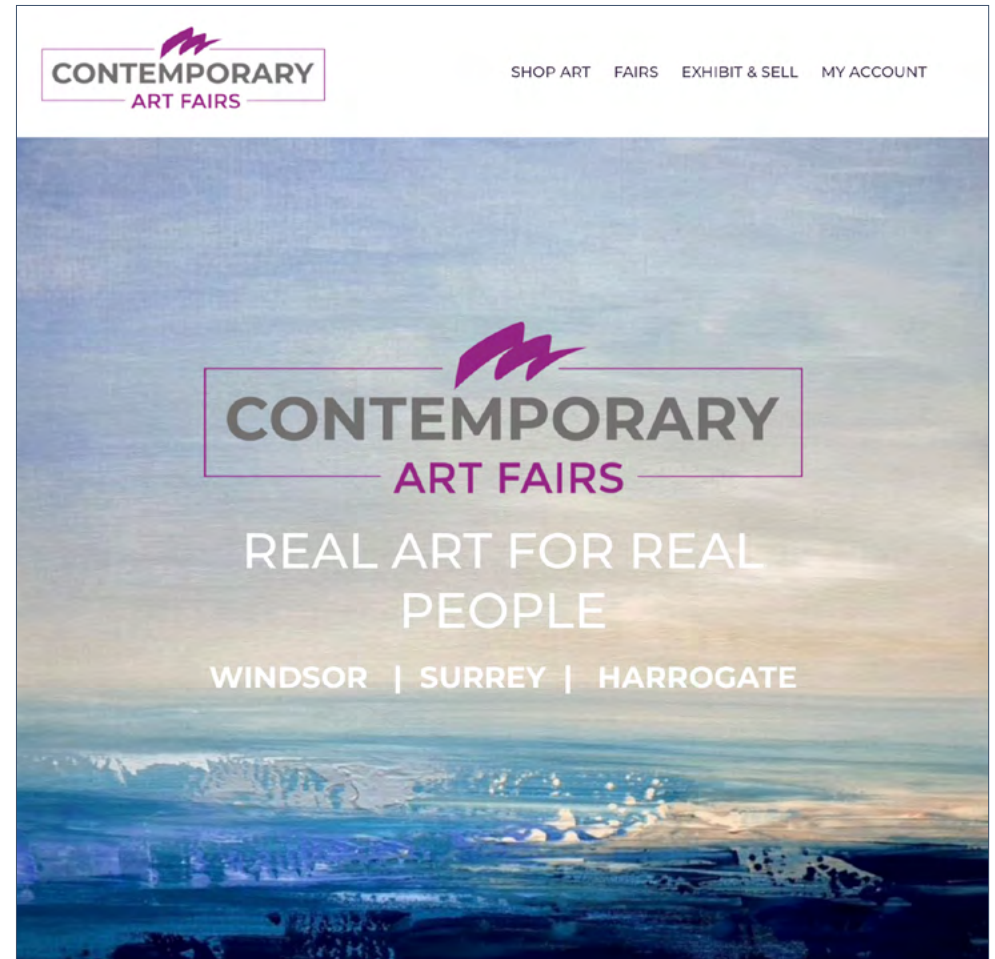 CONTEMPORARY
ART FAIRS
SHOP ART FAIRS EXHIBIT & SELL MY ACCOUNT
CONTEMPORARY
ART FAIRS
REAL ART FOR REAL
PEOPLE
WINDSOR | SURREY | HARROGATE